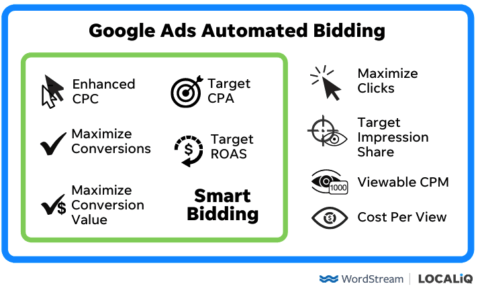 Google Ads Automated Bidding
Enhanced
CPC
Target
CPA
Maximize
Conversions
Target
ROAS
$
Maximize
Conversion
Value
$
Smart
Bidding
Maximize
Clicks
Target
Impression
Share
Viewable CPM
1000
Cost Per View
$
WordStream | LOCALiQ